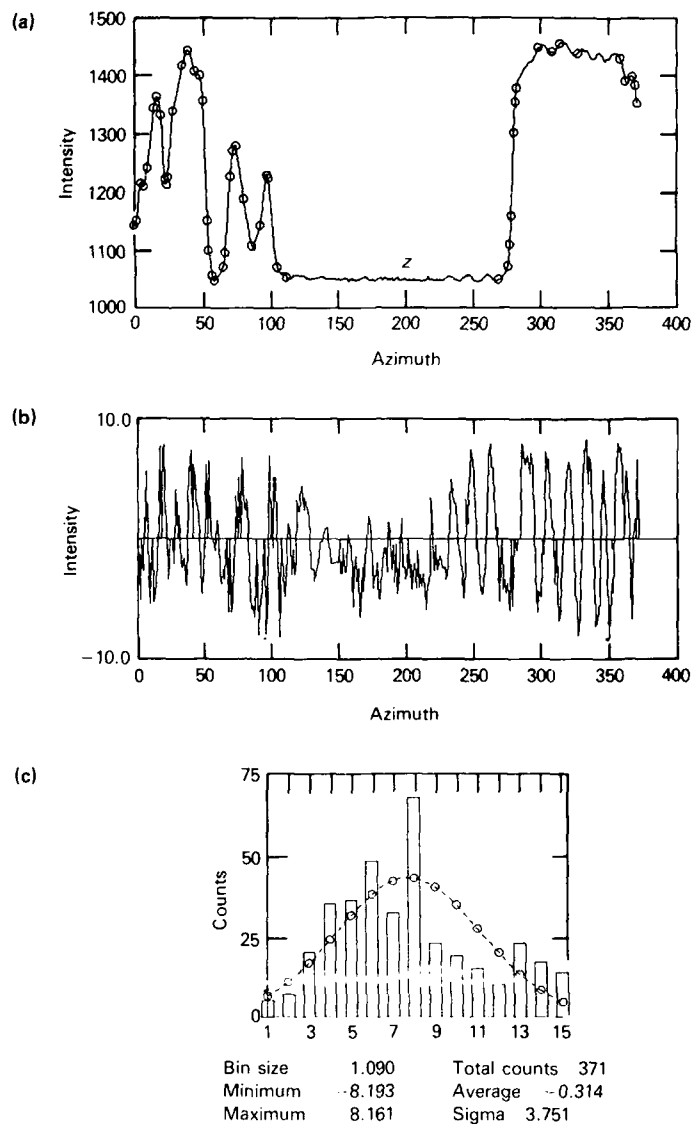 (a)
1500
1400
1300
1200
1100
1000
Intensity
Z
0 50 100 150 200 250 300 350 400
Azimuth
(b)
10.0
Intensity
-10.0
0 50 100 150 200 250 300 350 400
Azimuth
(c)
75
50
25
0
Counts
1 3 5 7 9 11 13 15
Bin size 1.090 Total counts 371
Minimum -8.193 Average -0.314
Maximum 8.161 Sigma 3.751